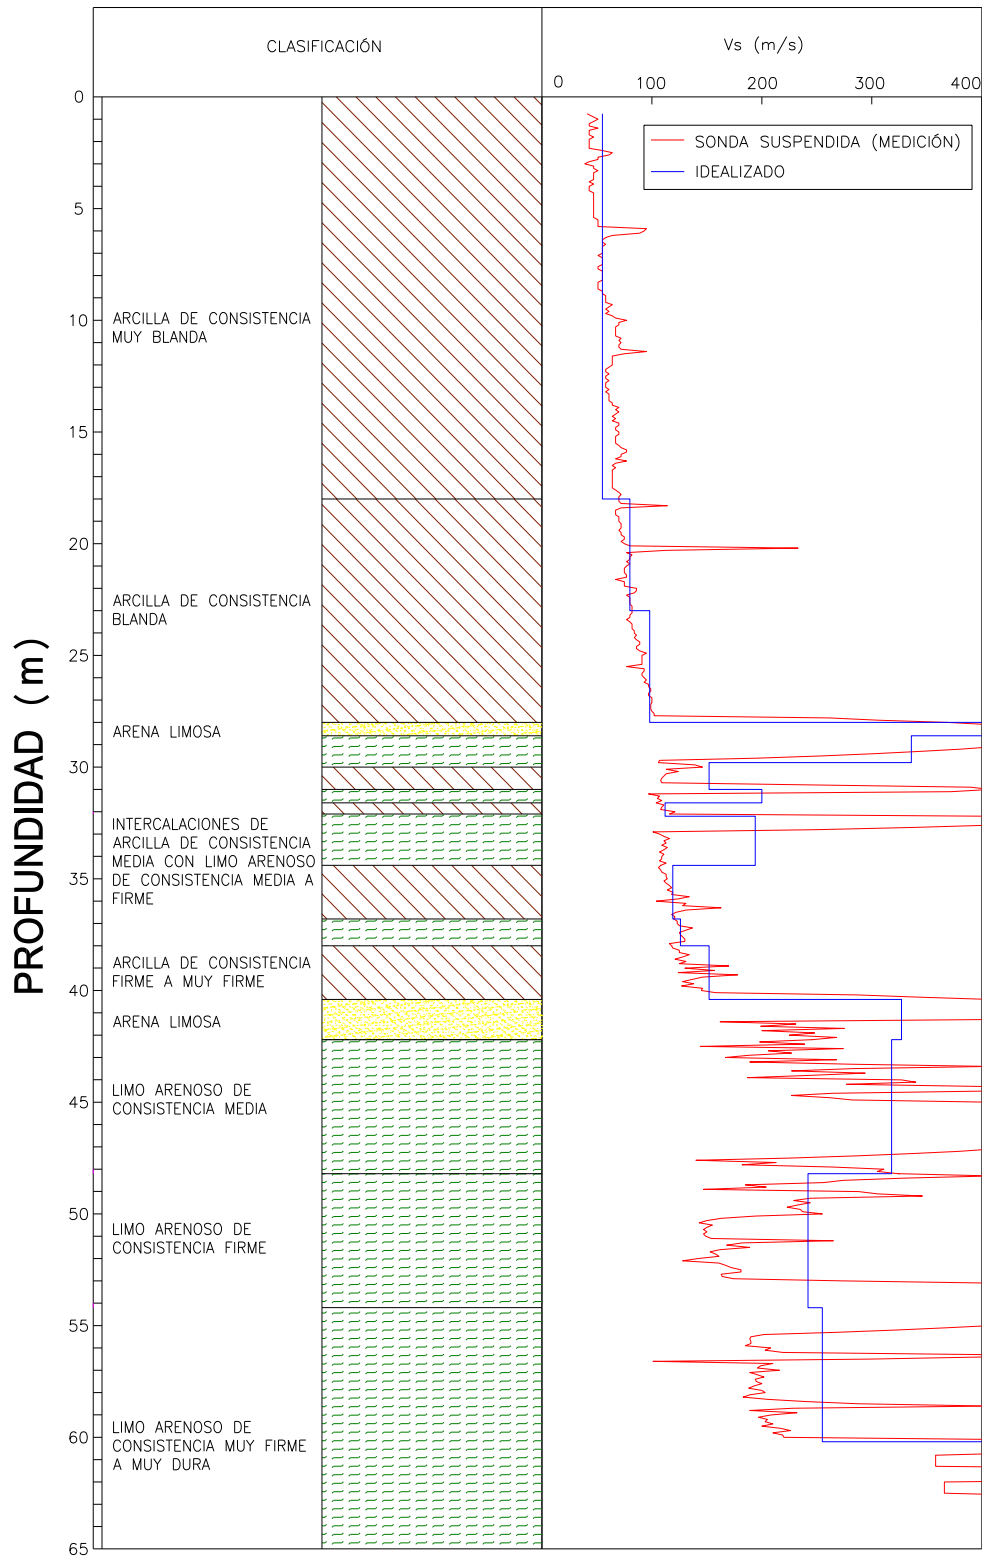 CLASIFICACIÓN
Vs (m/s)
0 100 200 300 400
SONDA SUSPENDIDA (MEDICIÓN)
IDEALIZADO
PROFUNDIDAD (m)
0
5
10
15
20
25
30
35
40
45
50
55
60
65
ARCILLA DE CONSISTENCIA
MUY BLANDA
ARCILLA DE CONSISTENCIA
BLANDA
ARENA LIMOSA
INTERCALACIONES DE
ARCILLA DE CONSISTENCIA
MEDIA CON LIMO ARENOSO
DE CONSISTENCIA MEDIA A
FIRME
ARCILLA DE CONSISTENCIA
FIRME A MUY FIRME
ARENA LIMOSA
LIMO ARENOSO DE
CONSISTENCIA MEDIA
LIMO ARENOSO DE
CONSISTENCIA FIRME
LIMO ARENOSO DE
CONSISTENCIA MUY FIRME
A MUY DURA